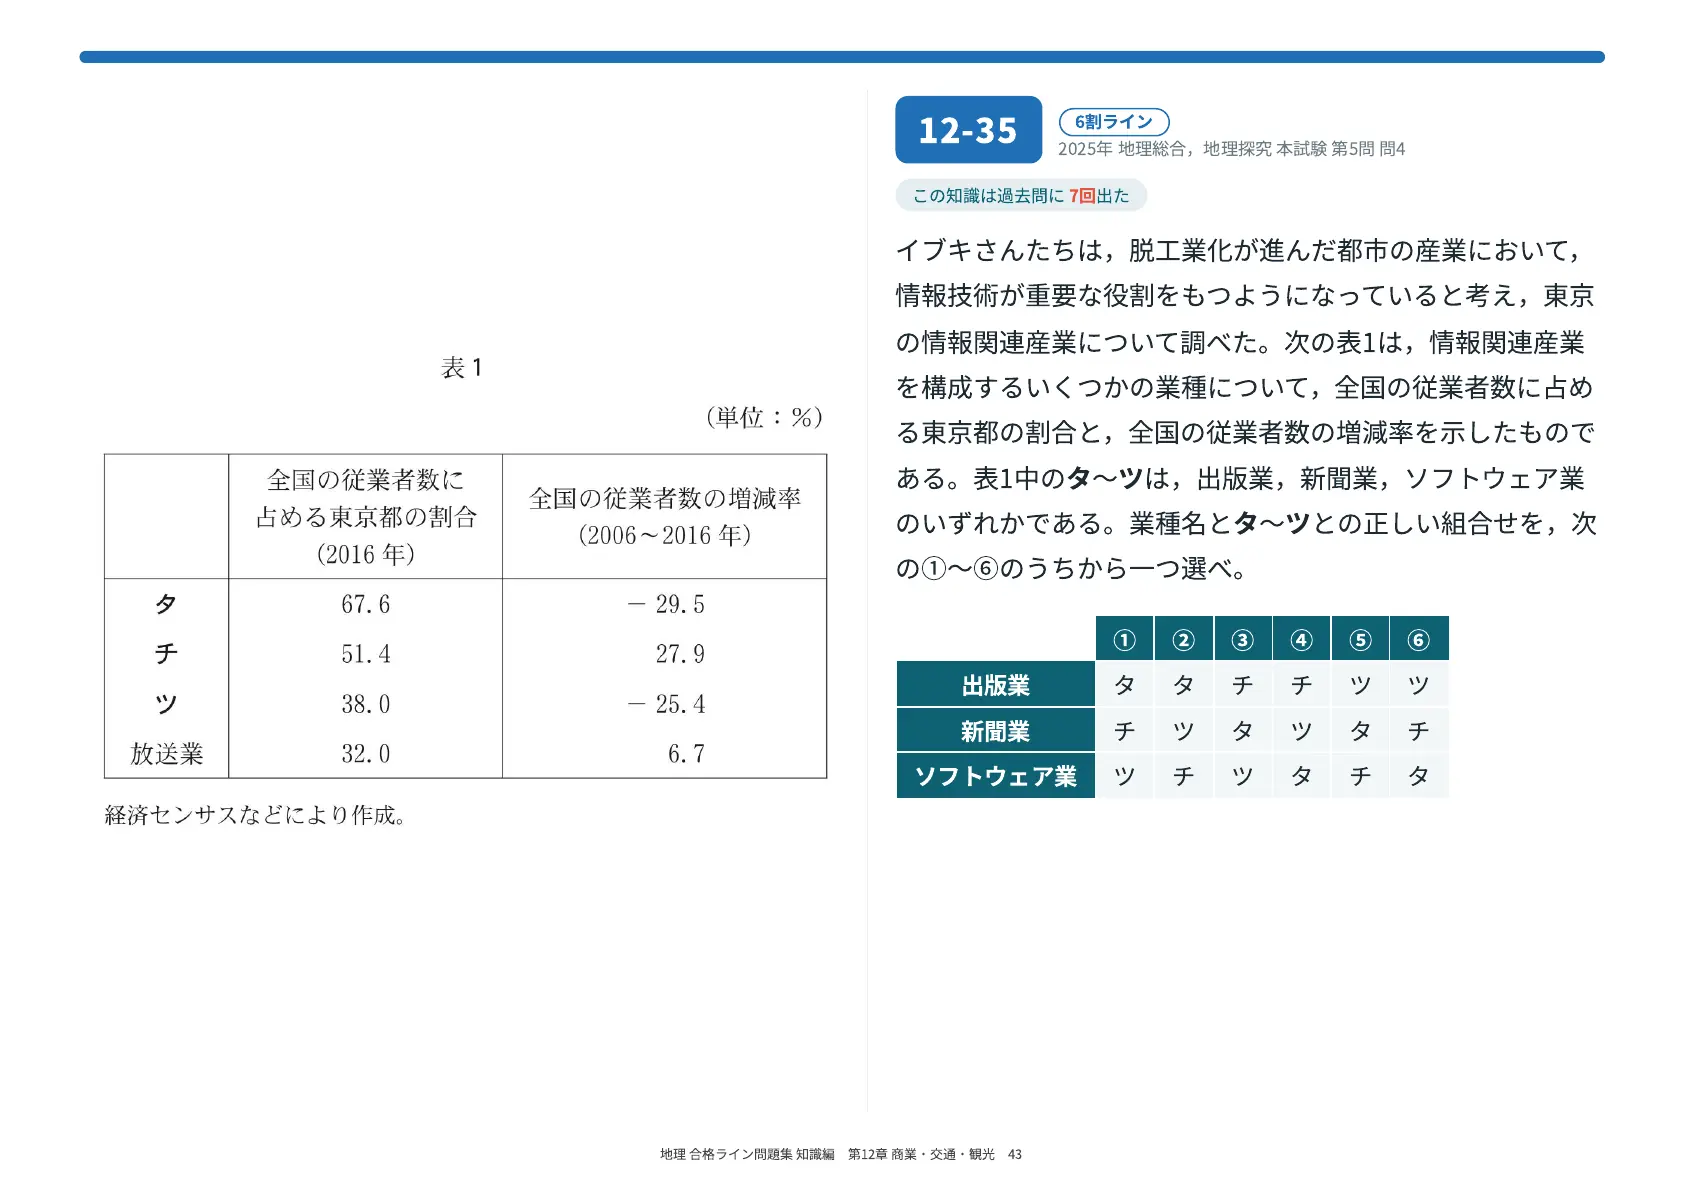 表1
（単位：％）
全国の従業者数に
占める東京都の割合
（2016 年）
全国の従業者数の増減率
（2006～2016 年）
タ 67.6 － 29.5
チ 51.4 27.9
ツ 38.0 － 25.4
放送業 32.0 6.7
経済センサスなどにより作成。
12-35
6割ライン
2025年 地理総合，地理探究 本試験 第5問 問4
この知識は過去問に 7回出た
イブキさんたちは，脱工業化が進んだ都市の産業において，
情報技術が重要な役割をもつようになっていると考え，東京
の情報関連産業について調べた。次の表1は，情報関連産業
を構成するいくつかの業種について，全国の従業者数に占め
る東京都の割合と，全国の従業者数の増減率を示したもので
ある。表1中のタ～ツは，出版業，新聞業，ソフトウェア業
のいずれかである。業種名とタ～ツとの正しい組合せを，次
の①～⑥のうちから一つ選べ。
① ② ③ ④ ⑤ ⑥
出版業 タ タ チ チ ツ ツ
新聞業 チ ツ タ ツ タ チ
ソフトウェア業 ツ チ ツ タ チ タ
地理 合格ライン問題集 知識編 第12章 商業・交通・観光 43